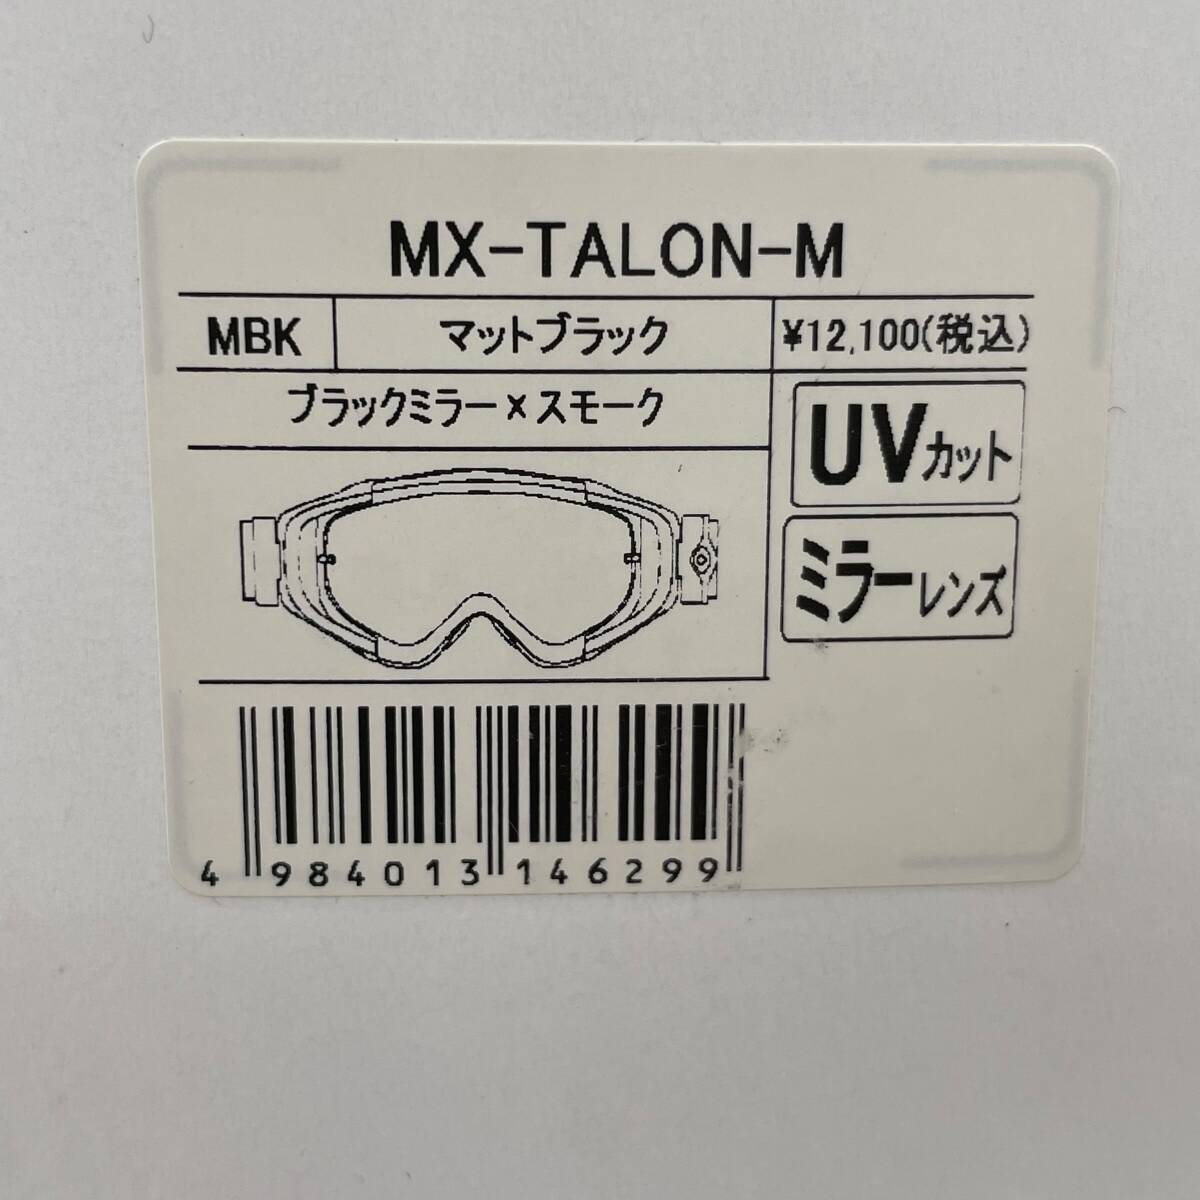 MX-TALON-M
MBK マットブラック ¥12,100(税込)
ブラックミラー×スモーク
UVカット
ミラーレンズ
4 984013 146299